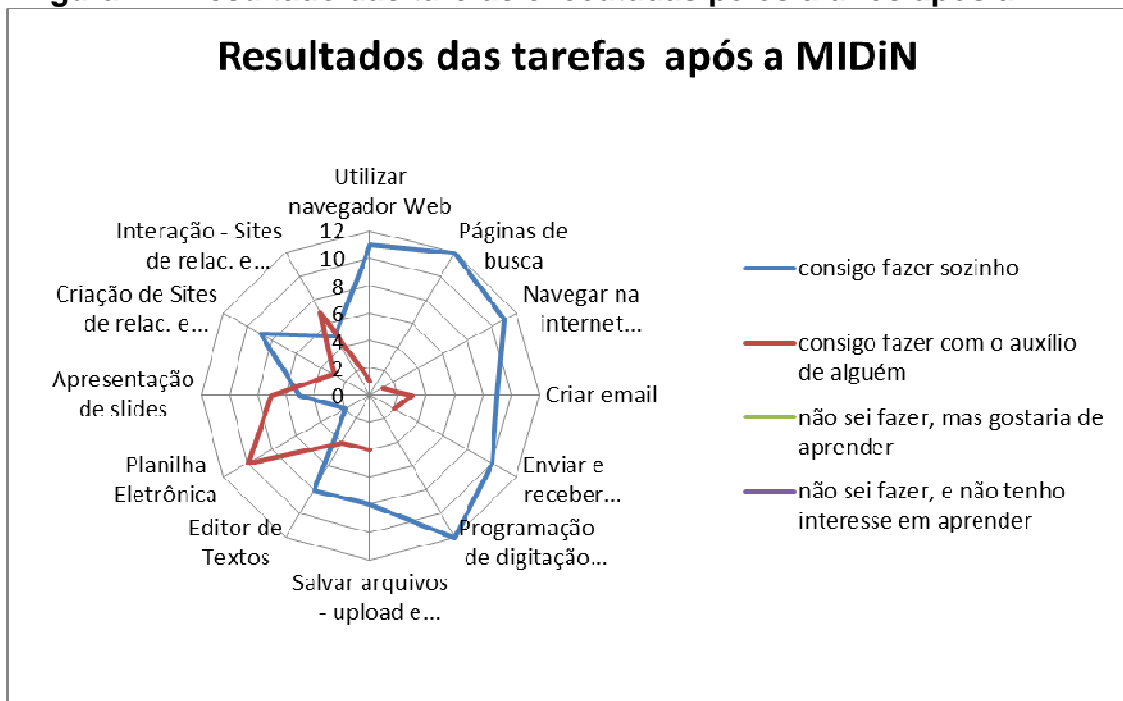 Resultados das tarefas após a MIDiN
Utilizar
navegador Web
Páginas de
busca
Navegar na
internet...
Criar email
Enviar e
receber...
Programação
de digitação...
Salvar arquivos
- upload e...
Editor de
Textos
Planilha
Eletrônica
Apresentação
de slides
Criação de Sites
de relac. e...
Interação - Sites
de relac. e...
12
10
8
6
4
2
0
consigo fazer sozinho
consigo fazer com o auxílio
de alguém
não sei fazer, mas gostaria de
aprender
não sei fazer, e não tenho
interesse em aprender